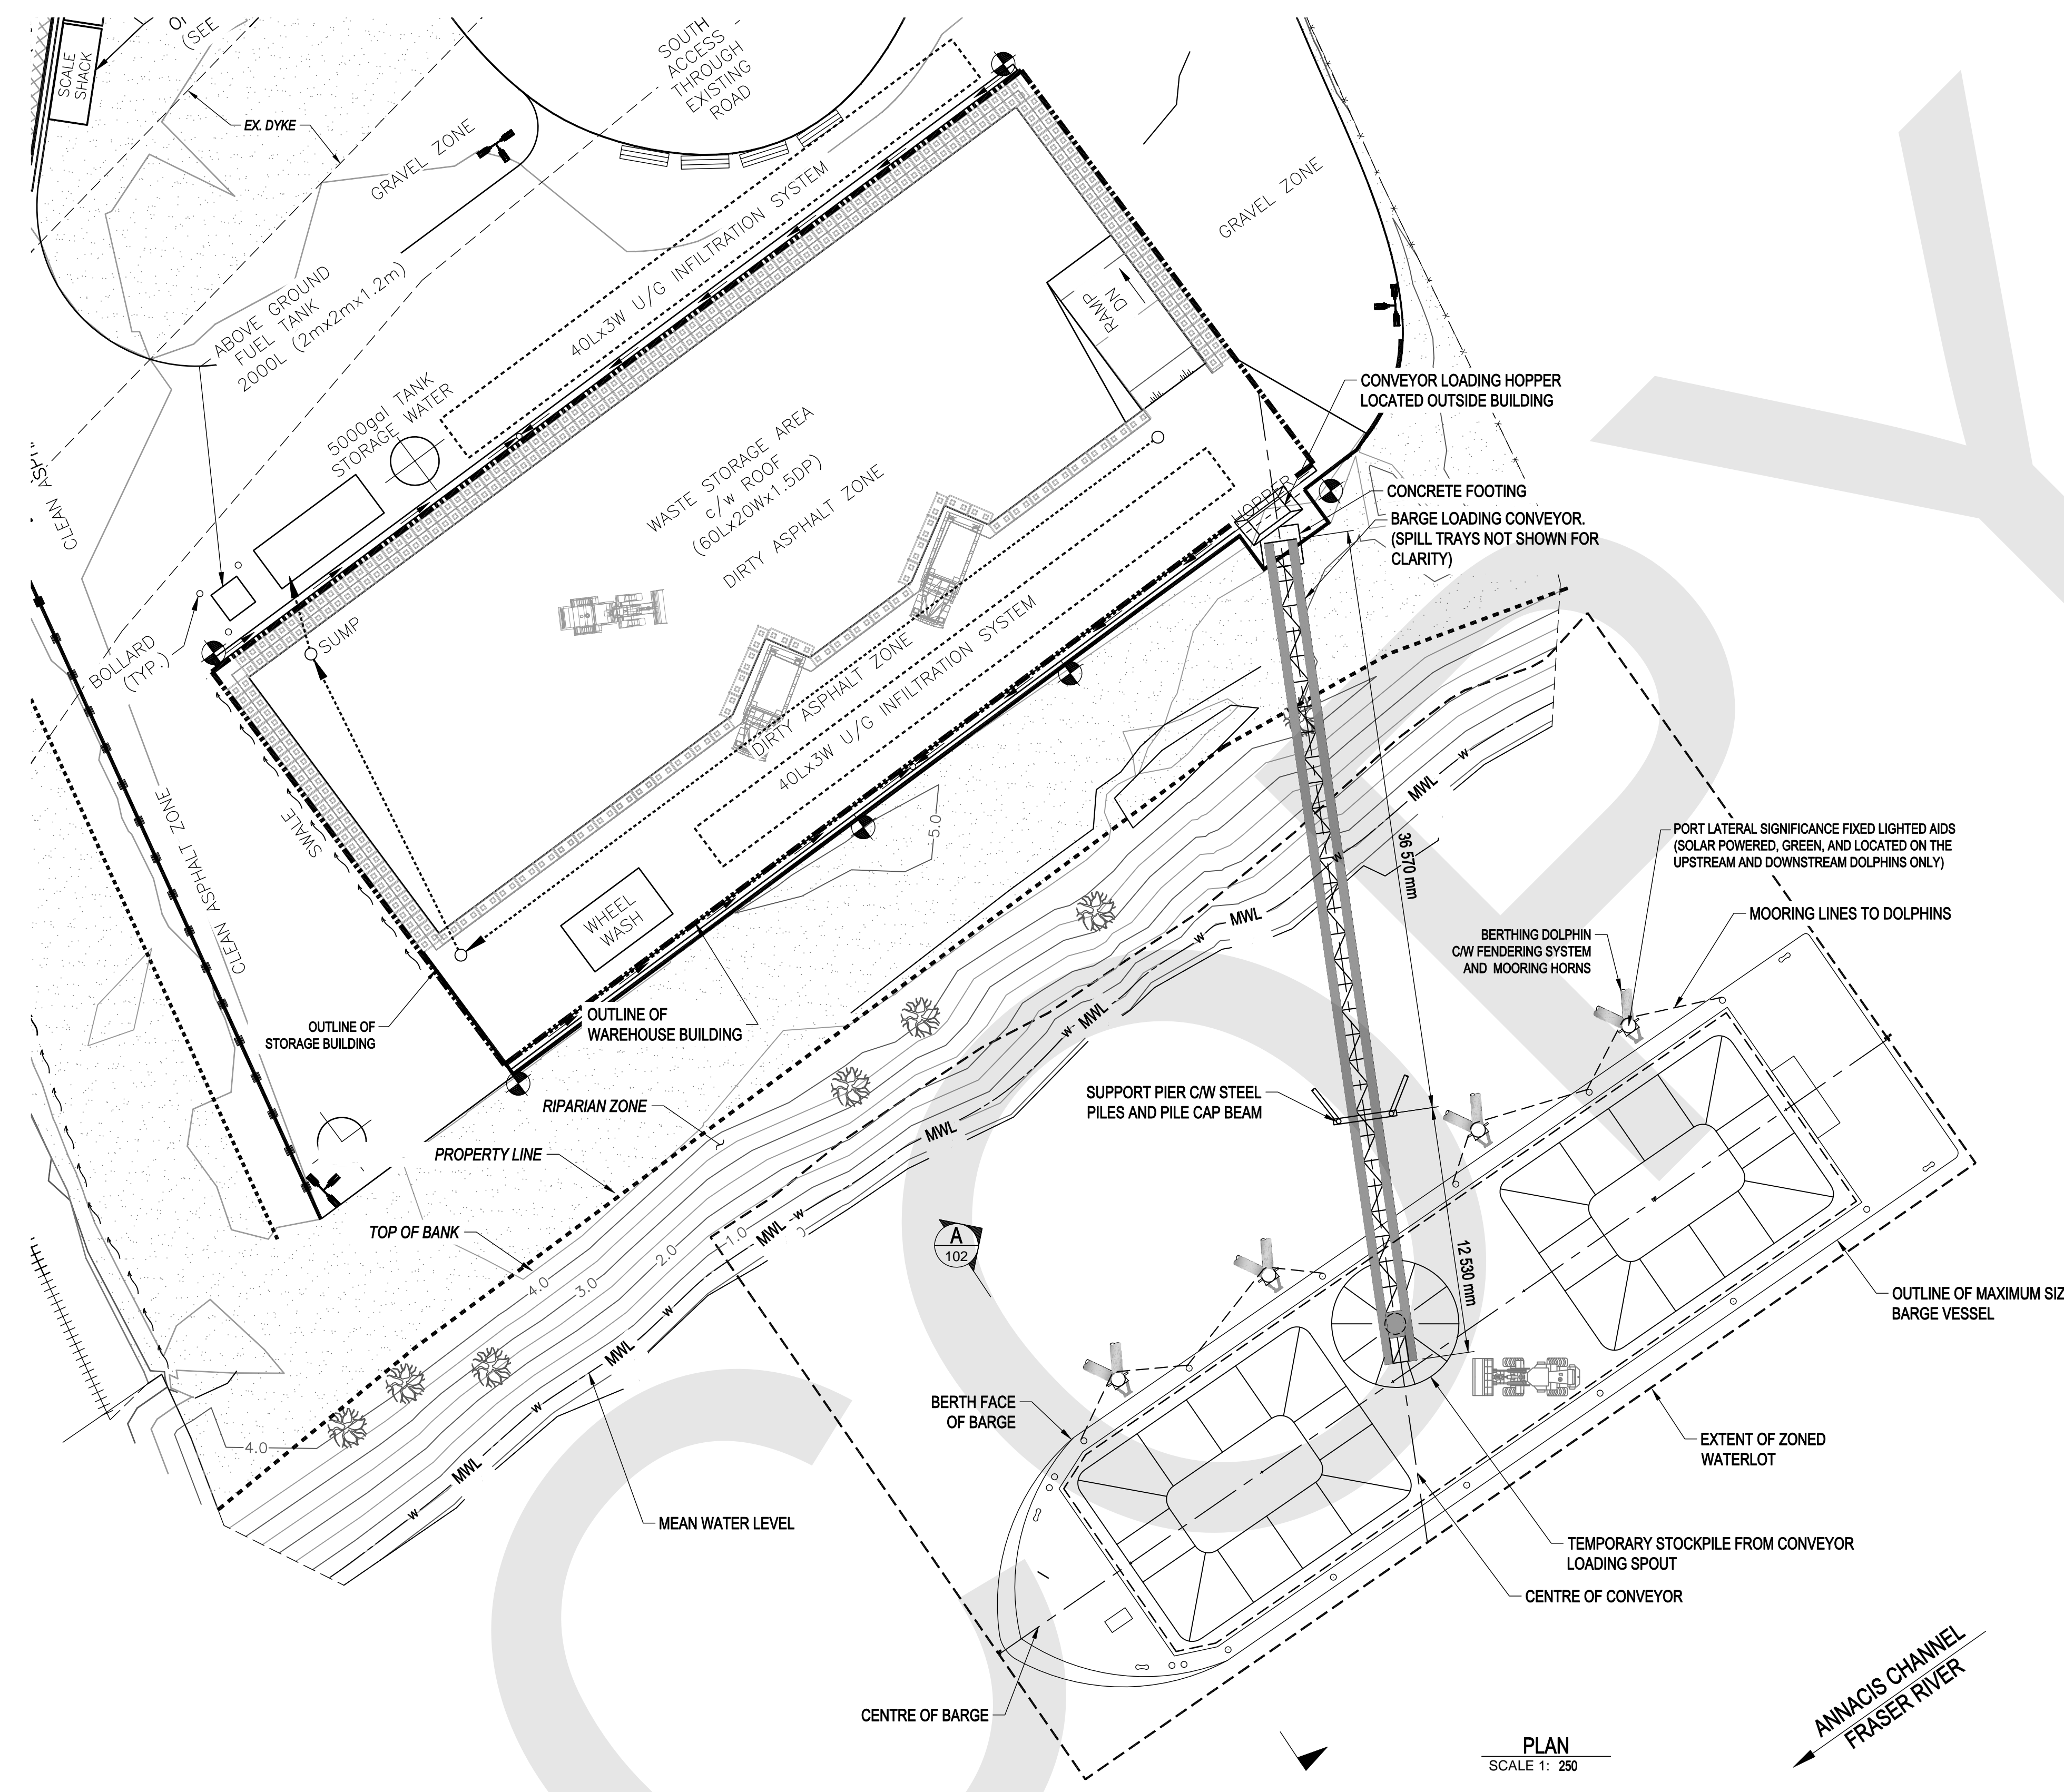 SCALE
SHACK
(SEE
EX. DYKE
SOUTH
ACCESS
THROUGH
EXISTING
ROAD
GRAVEL ZONE
GRAVEL ZONE
ABOVE GROUND
FUEL TANK
2000L (2mx2mx1.2m)
40Lx3W U/G INFILTRATION SYSTEM
5000gal TANK
STORAGE WATER
RAMP
DN
CONVEYOR LOADING HOPPER
LOCATED OUTSIDE BUILDING
CLEAN
WASTE STORAGE AREA
c/w ROOF
(60Lx20Wx1.5DP)
DIRTY ASPHALT ZONE
HOPPER
CONCRETE FOOTING
BARGE LOADING CONVEYOR.
(SPILL TRAYS NOT SHOWN FOR
CLARITY)
BOLLARD
(TYP.)
SUMP
DIRTY ASPHALT ZONE
40Lx3W U/G INFILTRATION SYSTEM
SWALE
CLEAN ASPHALT ZONE
5.0
MWL
W
36 570 mm
PORT LATERAL SIGNIFICANCE FIXED LIGHTED AIDS
(SOLAR POWERED, GREEN, AND LOCATED ON THE
UPSTREAM AND DOWNSTREAM DOLPHINS ONLY)
WHEEL
WASH
MWL
W
MOORING LINES TO DOLPHINS
BERTHING DOLPHIN
C/W FENDERING SYSTEM
AND MOORING HORNS
OUTLINE OF
STORAGE BUILDING
OUTLINE OF
WAREHOUSE BUILDING
W
MWL
SUPPORT PIER C/W STEEL
PILES AND PILE CAP BEAM
RIPARIAN ZONE
MWL
PROPERTY LINE
TOP OF BANK
MWL
W
1.0
2.0
3.0
4.0
A
102
12 530 mm
OUTLINE OF MAXIMUM SIZ
BARGE VESSEL
W
MWL
BERTH FACE
OF BARGE
W
4.0
MWL
W
EXTENT OF ZONED
WATERLOT
MEAN WATER LEVEL
TEMPORARY STOCKPILE FROM CONVEYOR
LOADING SPOUT
CENTRE OF CONVEYOR
CENTRE OF BARGE
ANNACIS CHANNEL
FRASER RIVER
PLAN
SCALE 1: 250
COPY